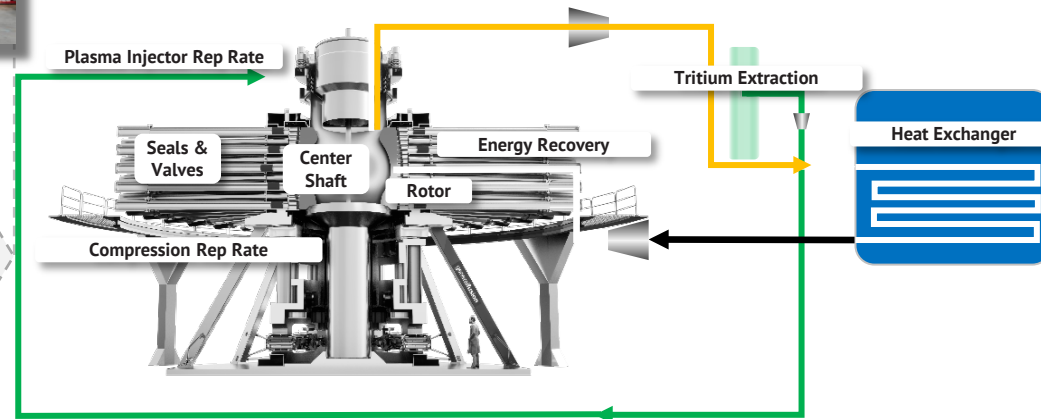 Plasma Injector Rep Rate
Tritium Extraction
Heat Exchanger
Seals &
Valves
Center
Shaft
Energy Recovery
Rotor
Compression Rep Rate